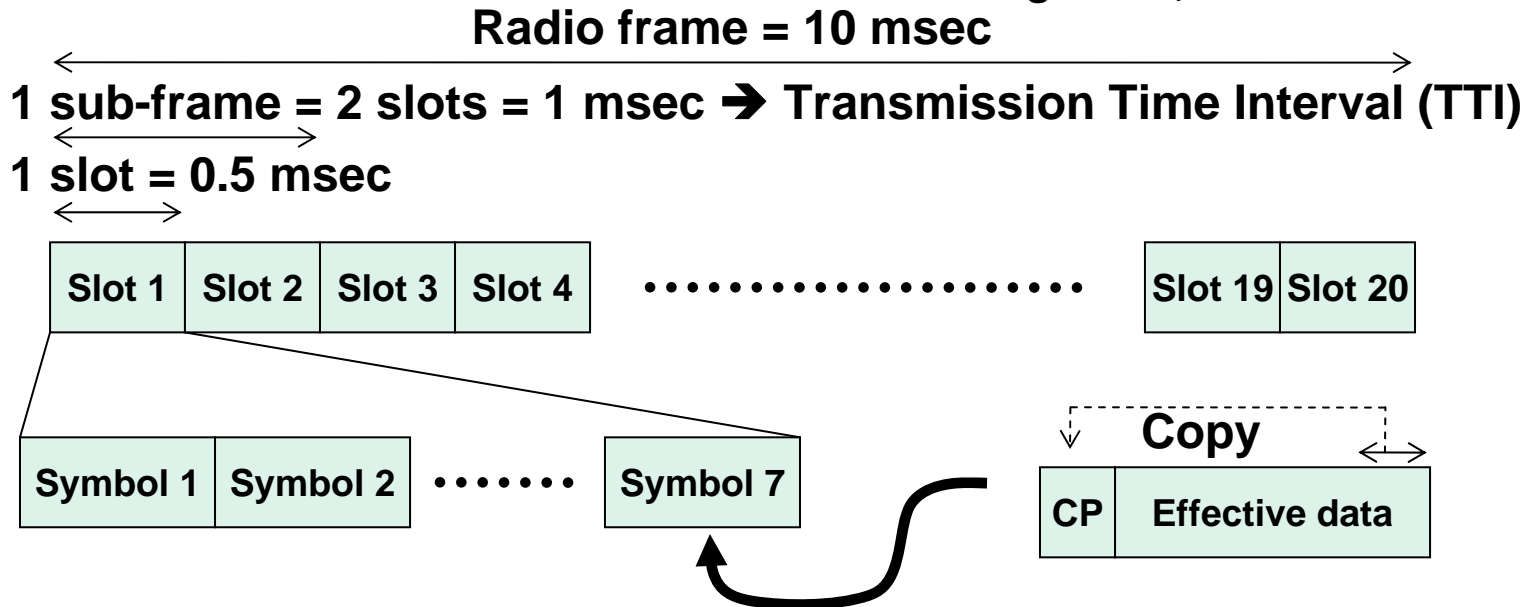 Radio frame = 10 msec
1 sub-frame = 2 slots = 1 msec ➔ Transmission Time Interval (TTI)
1 slot = 0.5 msec
Slot 1 Slot 2 Slot 3 Slot 4 Slot 19 Slot 20
Copy
Symbol 1 Symbol 2 ······· Symbol 7
CP Effective data